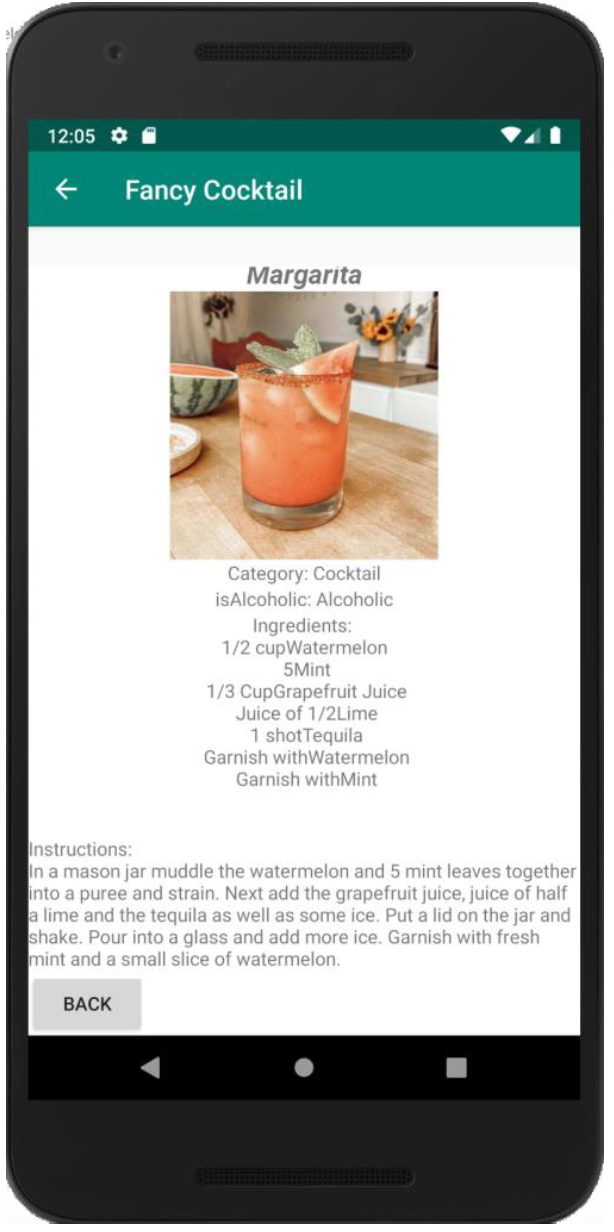 12:05
Fancy Cocktail
Margarita
Category: Cocktail
isAlcoholic: Alcoholic
Ingredients:
1/2 cupWatermelon
5Mint
1/3 CupGrapefruit Juice
Juice of 1/2Lime
1 shotTequila
Garnish withWatermelon
Garnish withMint
Instructions:
In a mason jar muddle the watermelon and 5 mint leaves together
into a puree and strain. Next add the grapefruit juice, juice of half
a lime and the tequila as well as some ice. Put a lid on the jar and
shake. Pour into a glass and add more ice. Garnish with fresh
mint and a small slice of watermelon.
BACK